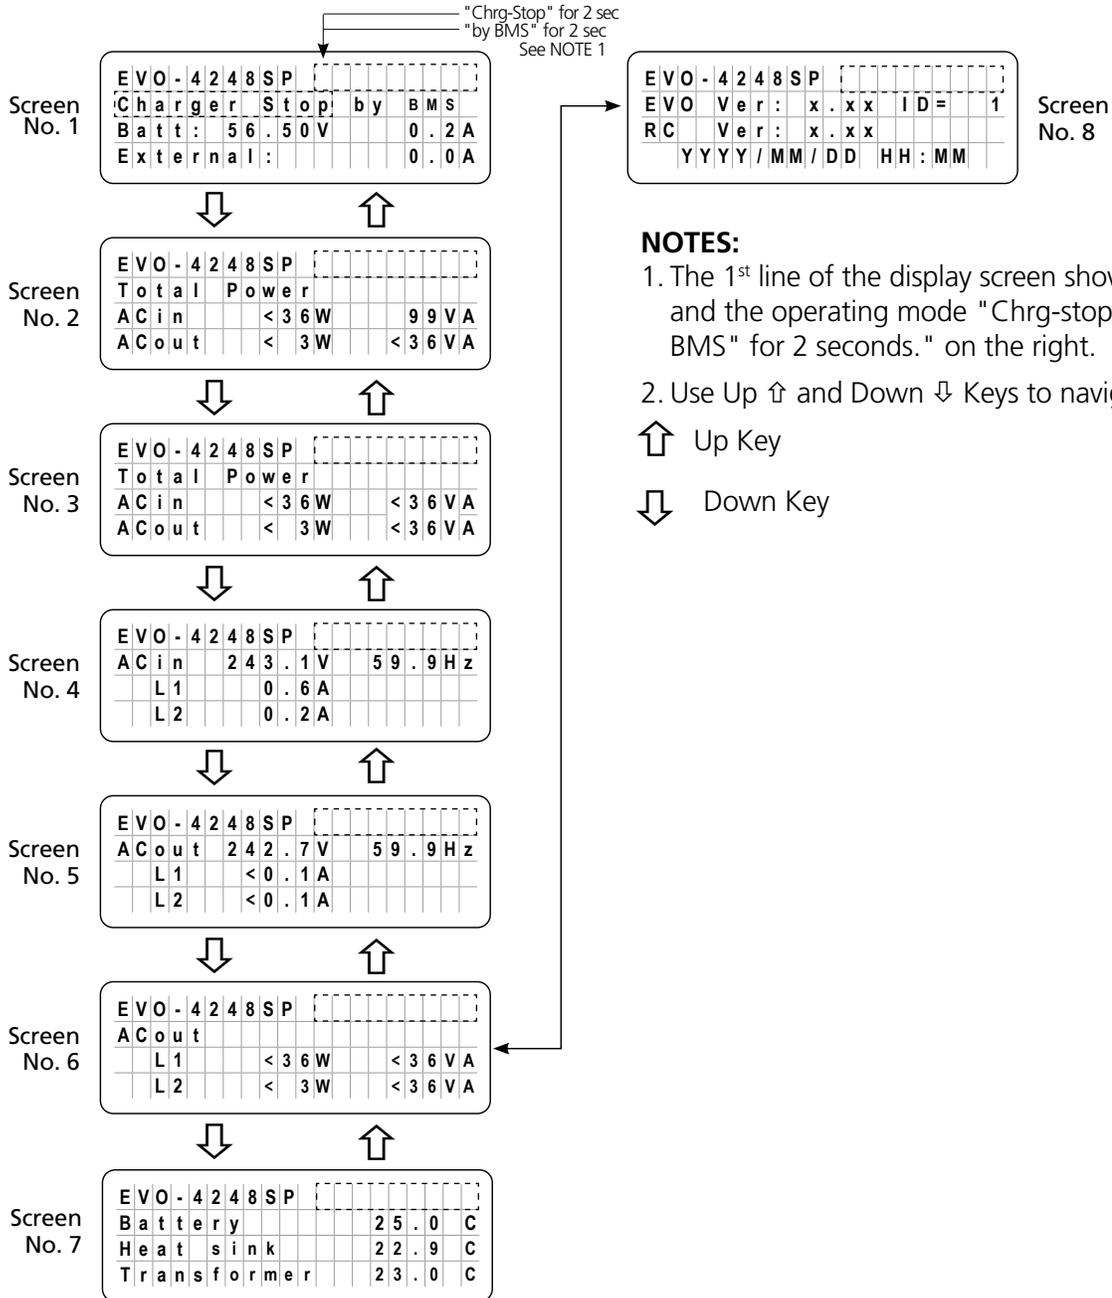 "Chrg-Stop" for 2 sec
"by BMS" for 2 sec
See NOTE 1
Screen
No. 1
EVO-4248SP
Charger Stop by BMS
Batt: 56.50V 0.2A
External: 0.0A
Screen
No. 2
EVO-4248SP
Total Power
ACin <36W 99VA
ACout < 3W <36VA
Screen
No. 3
EVO-4248SP
Total Power
ACin <36W <36VA
ACout < 3W <36VA
Screen
No. 4
EVO-4248SP
ACin 243.1V 59.9Hz
L1 0.6A
L2 0.2A
Screen
No. 5
EVO-4248SP
ACout 242.7V 59.9Hz
L1 <0.1A
L2 <0.1A
Screen
No. 6
EVO-4248SP
ACout
L1 <36W <36VA
L2 < 3W <36VA
Screen
No. 7
EVO-4248SP
Battery 25.0 C
Heat sink 22.9 C
Transformer 23.0 C
EVO-4248SP
EVO Ver: x.xx ID= 1
RC Ver: x.xx
YYYY/MM/DD HH:MM
Screen
No. 8
NOTES:
1. The 1st line of the display screen
and the operating mode "Chrg-stop
BMS" for 2 seconds." on the right.
2. Use Up ⇧ and Down ⇩ Keys to
⇧ Up Key
⇩ Down Key